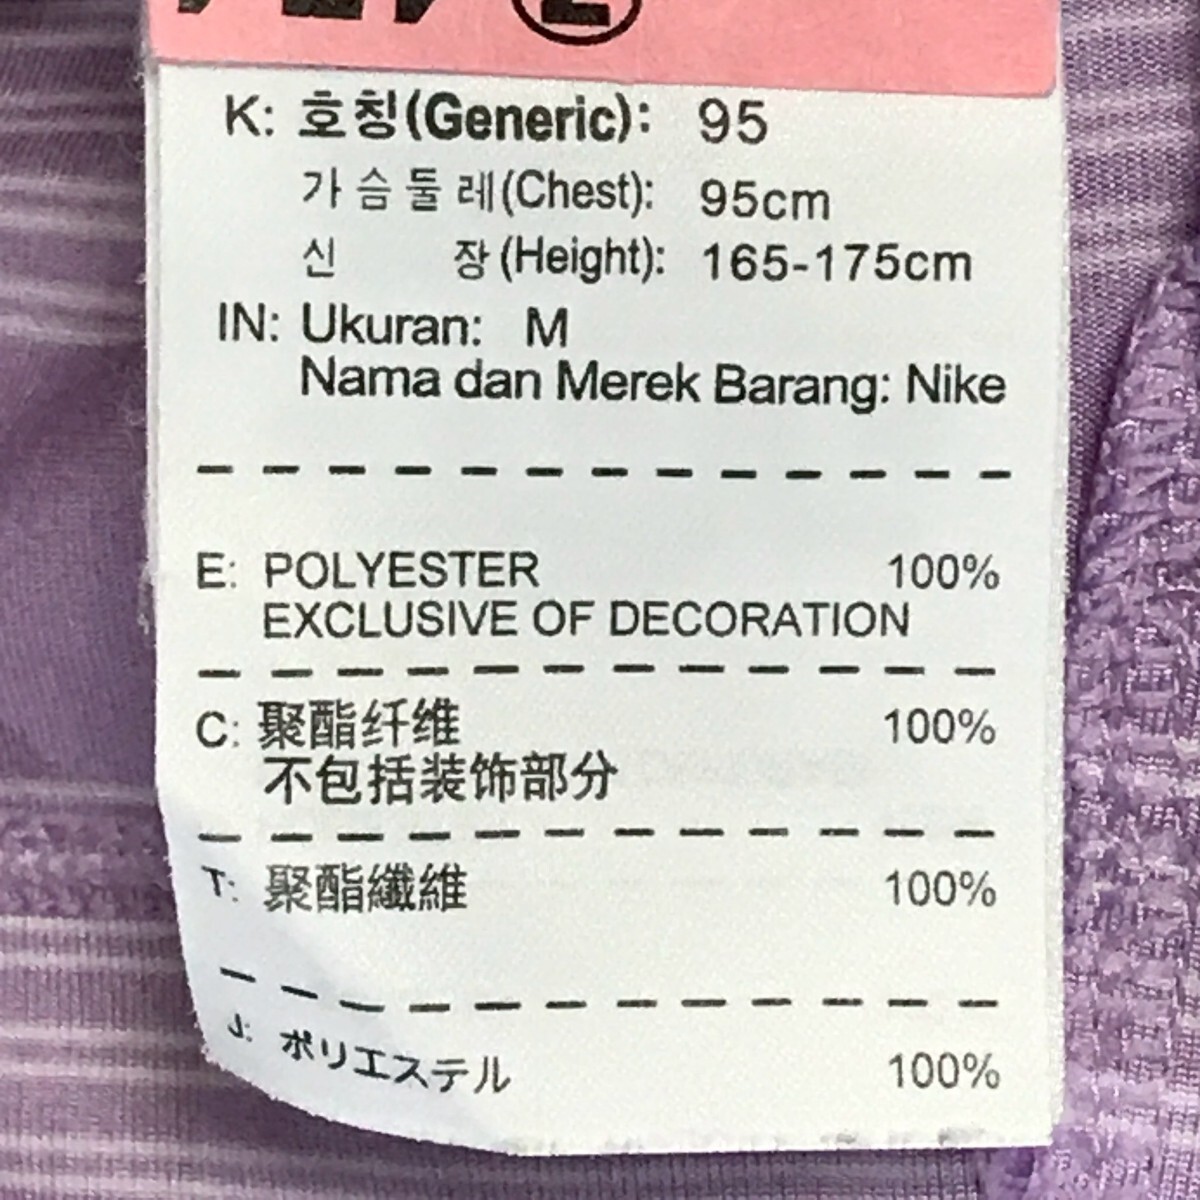 K: 호칭(Generic): 95
가슴둘레(Chest): 95cm
신 장(Height): 165-175cm
IN: Ukuran: M
Nama dan Merek Barang: Nike
E: POLYESTER 100%
EXCLUSIVE OF DECORATION
C: 聚酯纤维 100%
不包括装饰部分
T: 聚酯纖維 100%
J: ポリエステル 100%